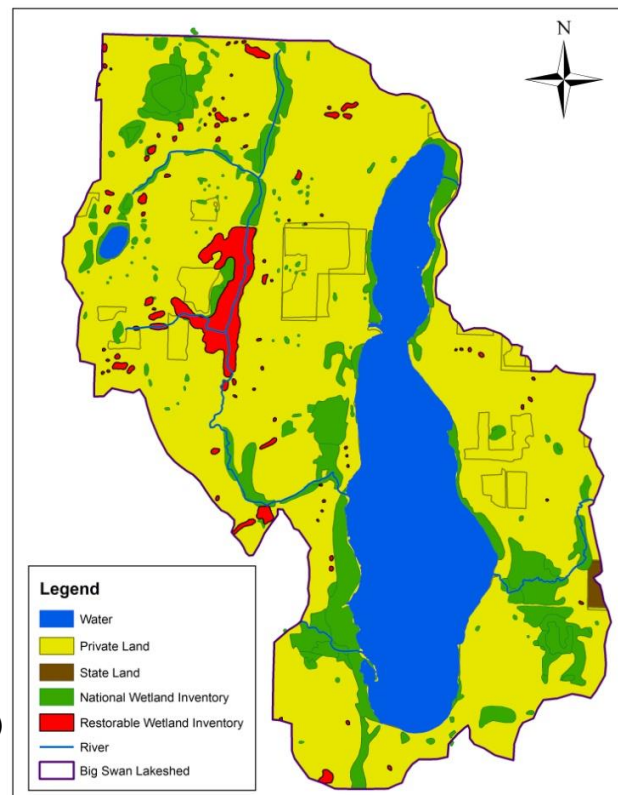 N
Legend
Water
Private Land
State Land
National Wetland Inventory
Restorable Wetland Inventory
River
Big Swan Lakeshed
)